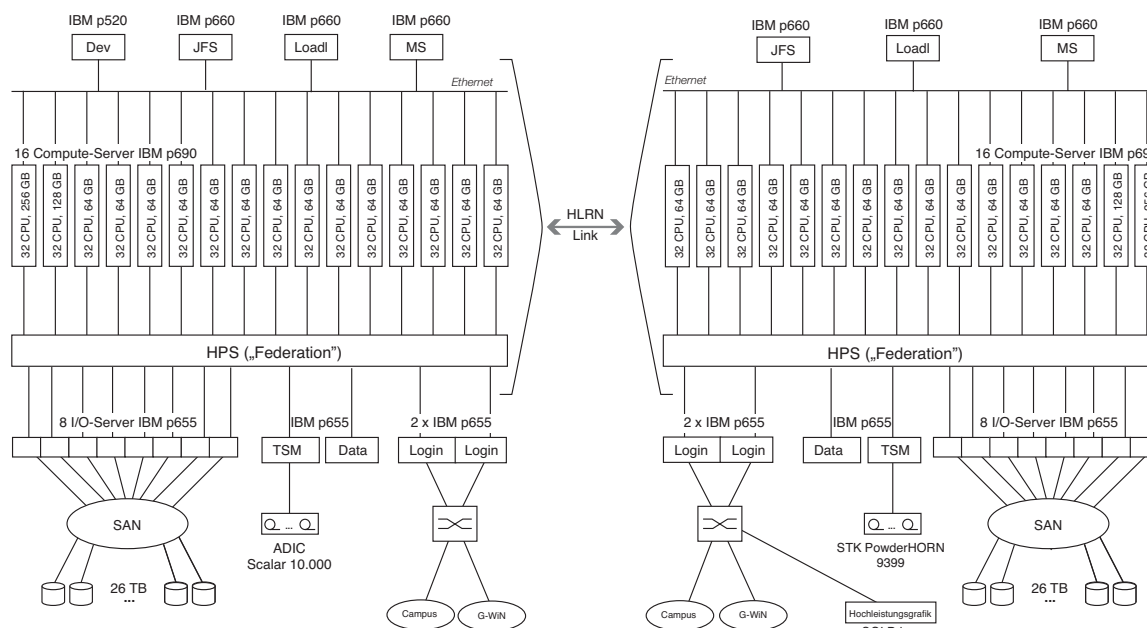 IBM p520 IBM p660 IBM p660 IBM p660
Dev JFS Loadl MS
Ethernet
16 Compute-Server IBM p690
32 CPU, 256 GB
32 CPU, 128 GB
32 CPU, 64 GB
32 CPU, 64 GB
32 CPU, 64 GB
32 CPU, 64 GB
32 CPU, 64 GB
32 CPU, 64 GB
32 CPU, 64 GB
32 CPU, 64 GB
32 CPU, 64 GB
32 CPU, 64 GB
32 CPU, 64 GB
32 CPU, 64 GB
32 CPU, 64 GB
32 CPU, 64 GB
HPS („Federation”)
8 I/O-Server IBM p655 IBM p655 2 x IBM p655
TSM Data Login Login
SAN
...
ADIC
Scalar 10.000
26 TB
...
Campus G-WiN
HLRN
Link
IBM p660 IBM p660 IBM p660
JFS Loadl MS
Ethernet
16 Compute-Server IBM
32 CPU, 64 GB
32 CPU, 64 GB
32 CPU, 64 GB
32 CPU, 64 GB
32 CPU, 64 GB
32 CPU, 64 GB
32 CPU, 64 GB
32 CPU, 64 GB
32 CPU, 64 GB
32 CPU, 64 GB
32 CPU, 64 GB
32 CPU, 64 GB
32 CPU, 64 GB
32 CPU, 64 GB
32 CPU, 128 GB
HPS („Federation”)
2 x IBM p655 IBM p655 8 I/O-Server IBM p655
Login Login Data TSM
SAN
...
STK PowderHORN
9399
26 TB
...
Campus G-WiN Hochleistungsgrafik